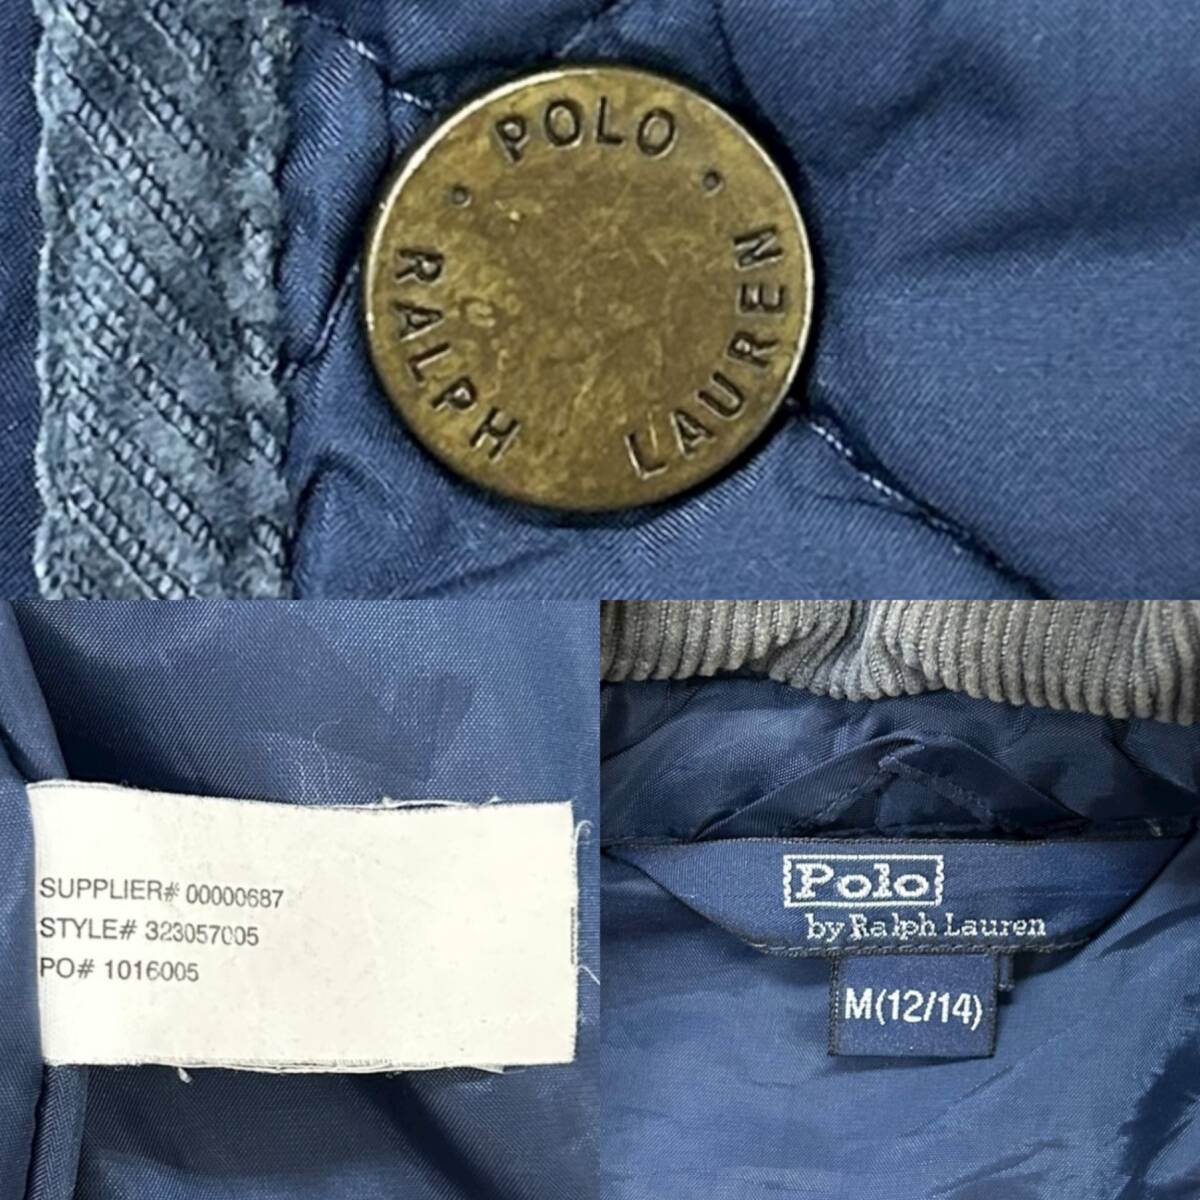 POLO
RALPH LAUREN
SUPPLIER# 00000687
STYLE# 323057005
PO# 1016005
Polo
by Ralph Lauren
M(12/14)